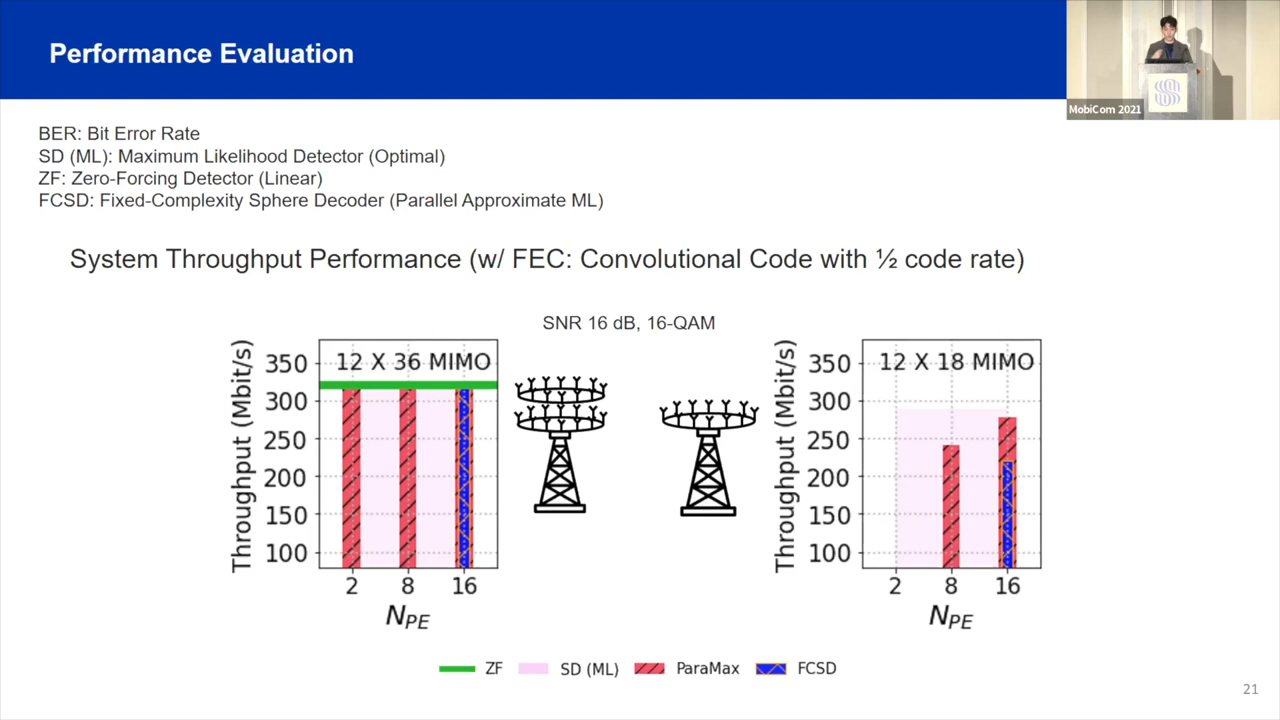 Performance Evaluation
MobiCom 2021
BER: Bit Error Rate
SD (ML): Maximum Likelihood Detector (Optimal)
ZF: Zero-Forcing Detector (Linear)
FCSD: Fixed-Complexity Sphere Decoder (Parallel Approximate ML)
System Throughput Performance (w/ FEC: Convolutional Code with ½ code rate)
SNR 16 dB, 16-QAM
Throughput (Mbit/s)
350
300
250
200
150
100
12 X 36 MIMO
2 8 16
N_PE
Throughput (Mbit/s)
350
300
250
200
150
100
12 X 18 MIMO
2 8 16
N_PE
ZF SD (ML) ParaMax FCSD
21